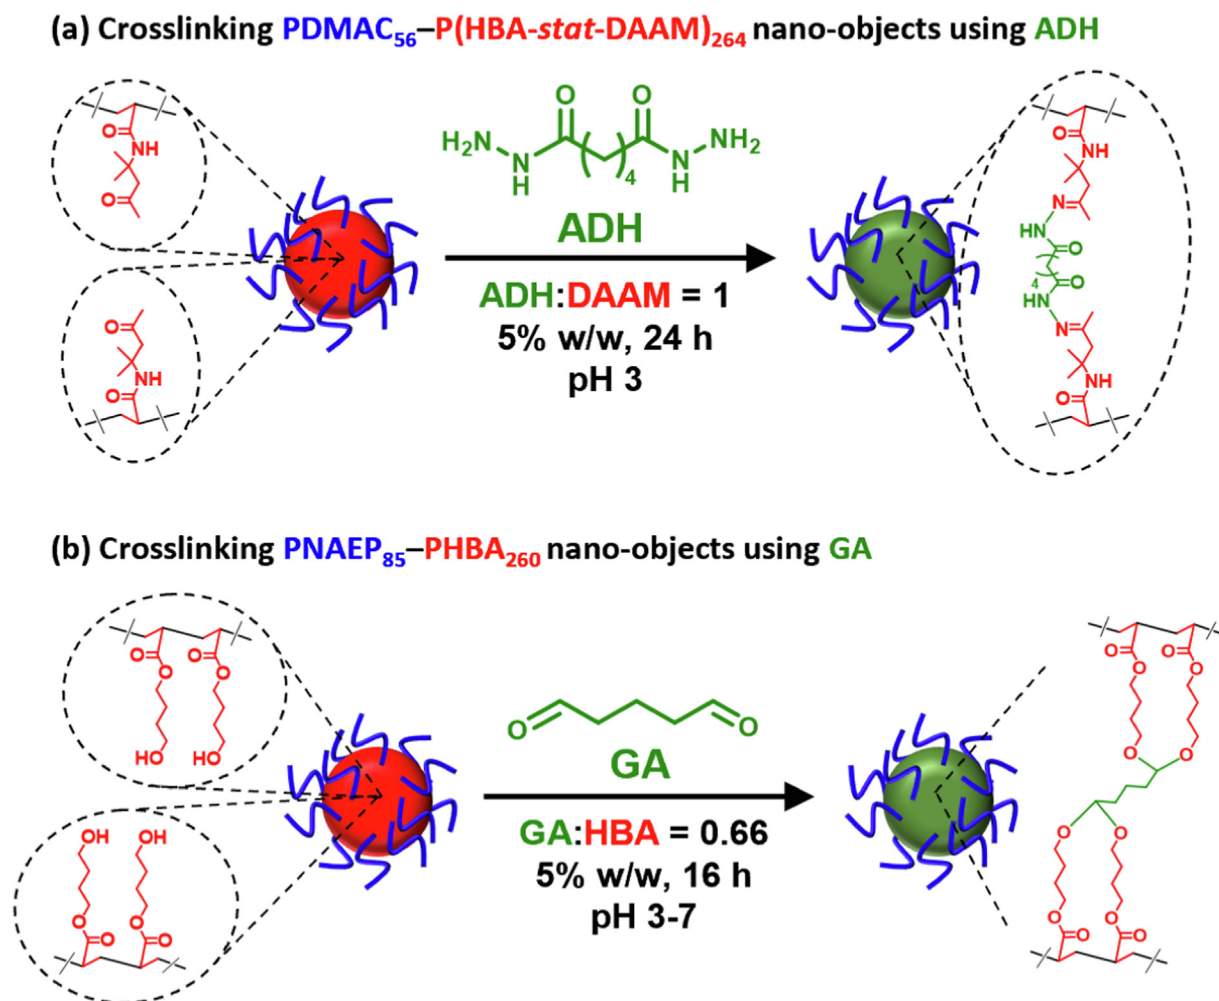 (a) Crosslinking PDMAC56–P(HBA-stat-DAAM)264 nano-objects using ADH
O
NH
O
O
NH
O
O
O
H2N
N
H
4
N
H
NH2
ADH
ADH:DAAM = 1
5% w/w, 24 h
pH 3
O
NH
N
HN
O
4
O
HN
N
NH
O
(b) Crosslinking PNAEP85–PHBA260 nano-objects using GA
O
O
O
O
HO
HO
OH
OH
O
O
O
O
O
O
GA
GA:HBA = 0.66
5% w/w, 16 h
pH 3-7
O
O
O
O
O
O
O
O
O
O
O
O